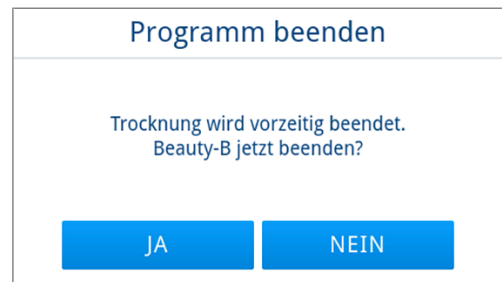 Programm beenden
Trocknung wird vorzeitig beendet.
Beauty-B jetzt beenden?
JA
NEIN